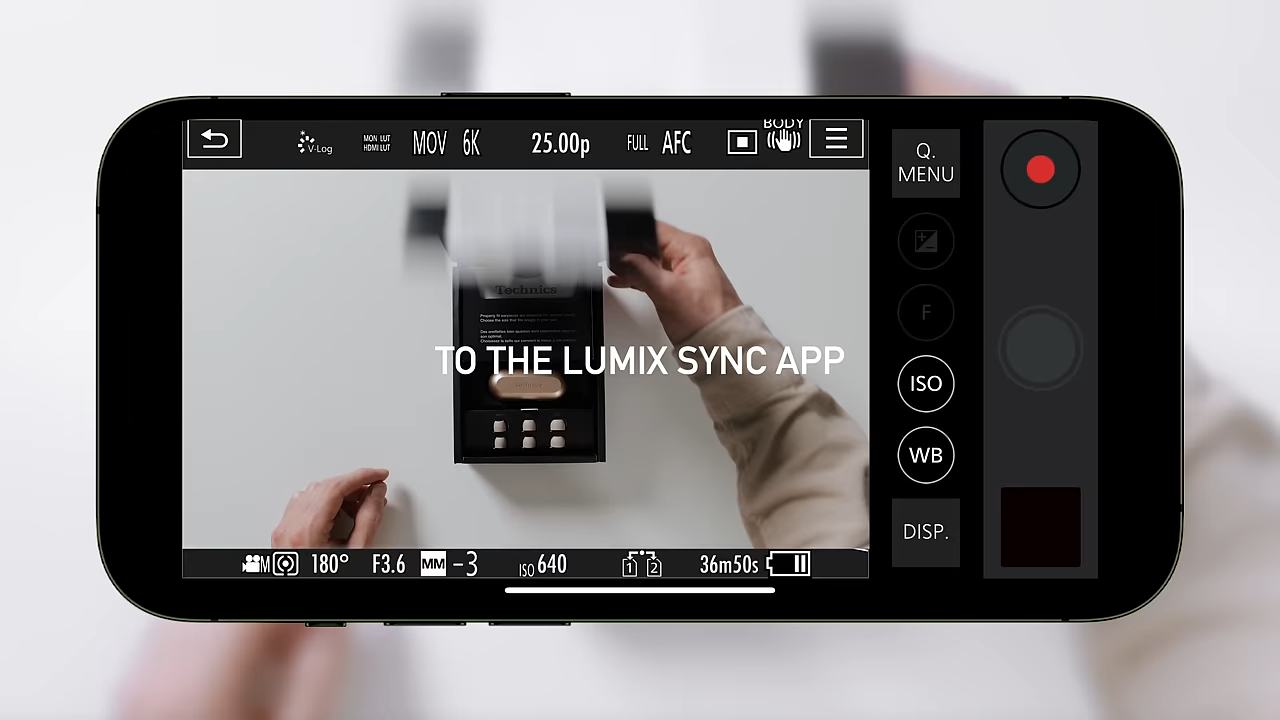 BODY
V-Log
MON LUT
HDMI LUT
MOV 6K 25.00p FULL AFC
Q.
MENU
Technics
F
TO THE LUMIX SYNC APP
ISO
WB
DISP.
M 180° F3.6 MM -3 ISO 640 1 2 36m50s